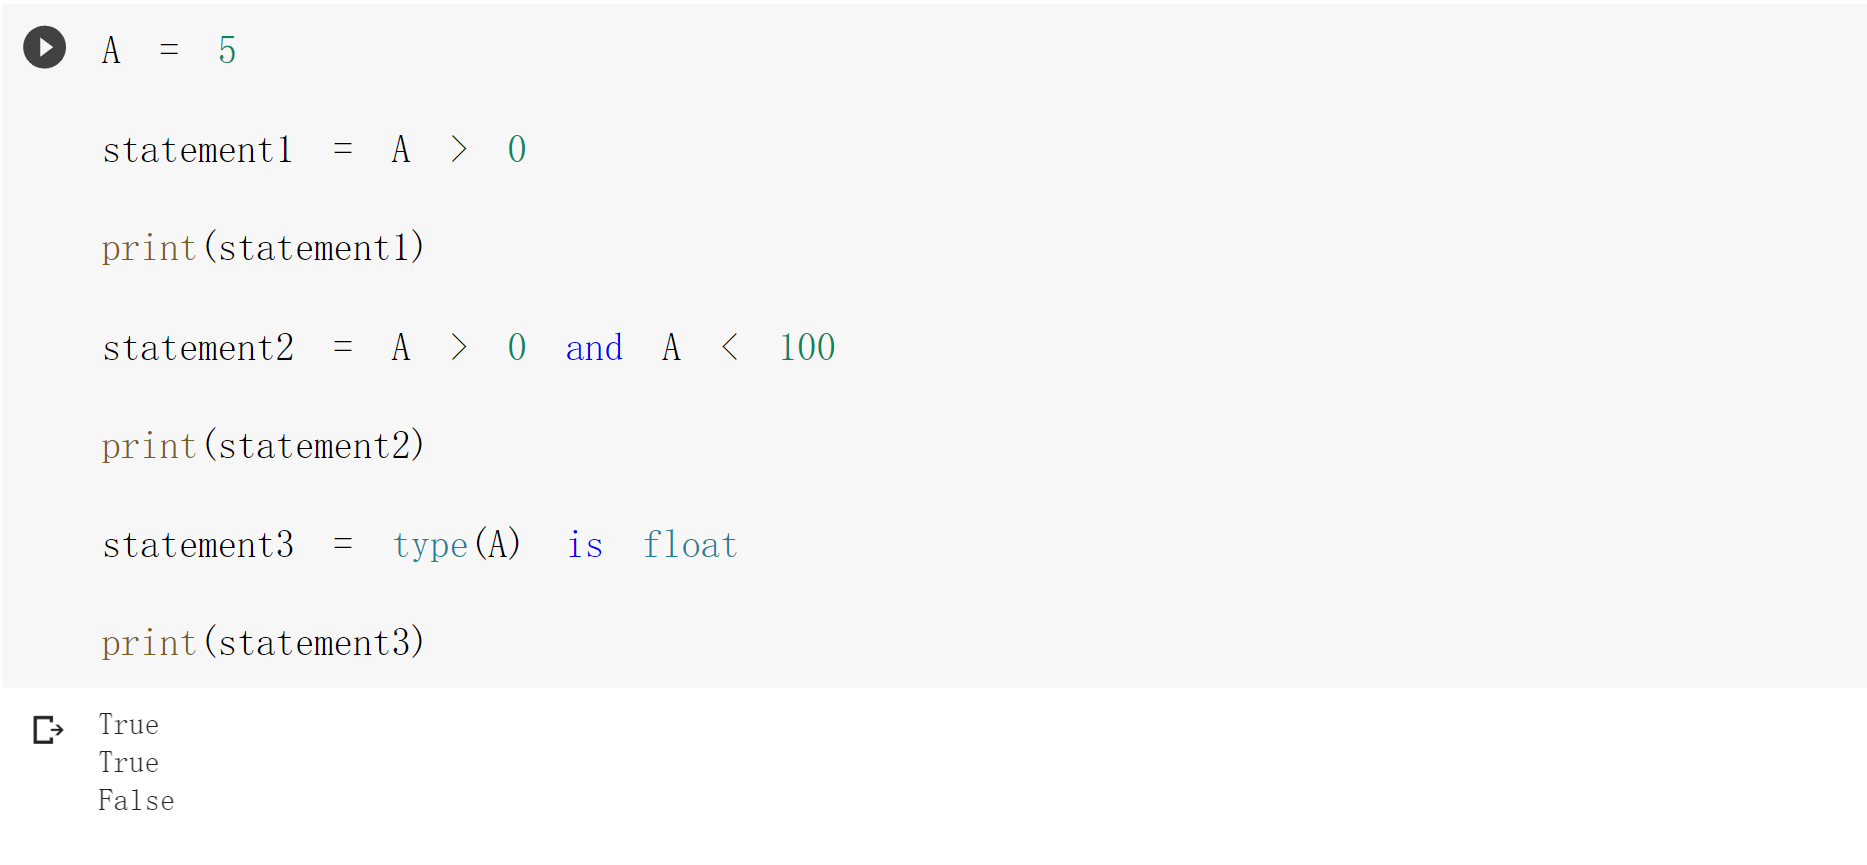 A = 5
statement1 = A > 0
print(statement1)
statement2 = A > 0 and A < 100
print(statement2)
statement3 = type(A) is float
print(statement3)
True
True
False